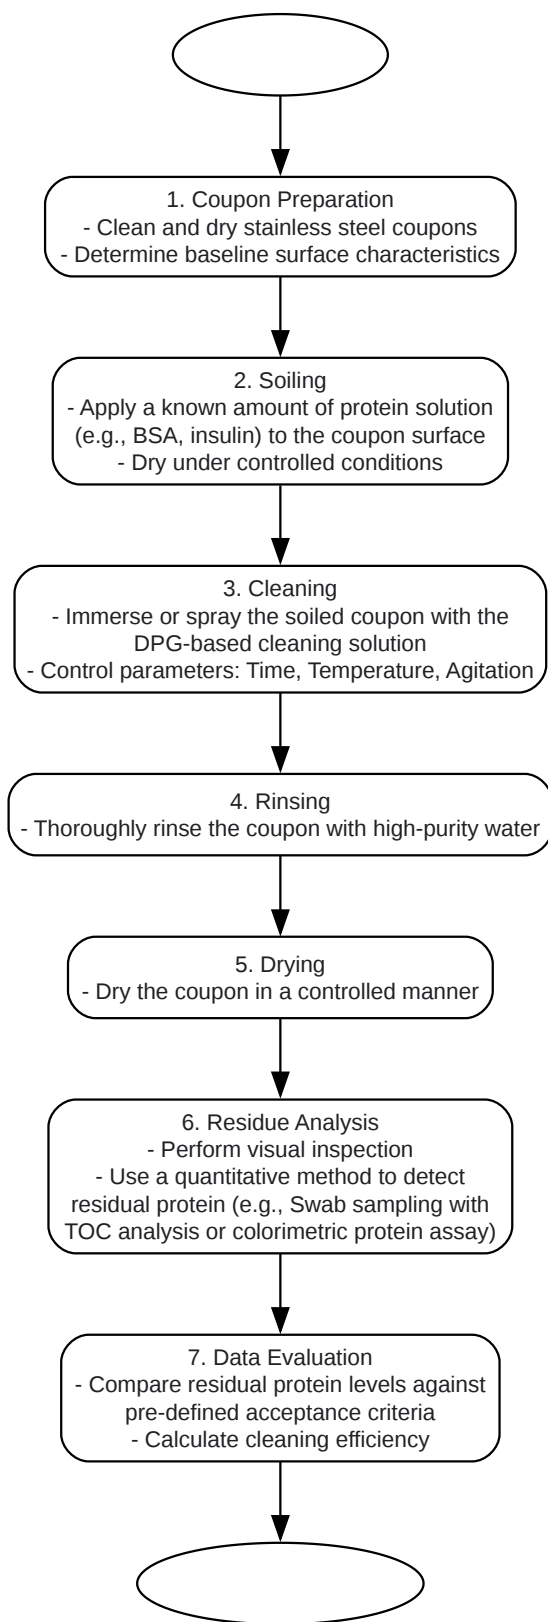 1. Coupon Preparation
- Clean and dry stainless steel coupons
- Determine baseline surface characteristics
2. Soiling
- Apply a known amount of protein solution
(e.g., BSA, insulin) to the coupon surface
- Dry under controlled conditions
3. Cleaning
- Immerse or spray the soiled coupon with the
DPG-based cleaning solution
- Control parameters: Time, Temperature, Agitation
4. Rinsing
- Thoroughly rinse the coupon with high-purity water
5. Drying
- Dry the coupon in a controlled manner
6. Residue Analysis
- Perform visual inspection
- Use a quantitative method to detect
residual protein (e.g., Swab sampling with
TOC analysis or colorimetric protein assay)
7. Data Evaluation
- Compare residual protein levels against
pre-defined acceptance criteria
- Calculate cleaning efficiency